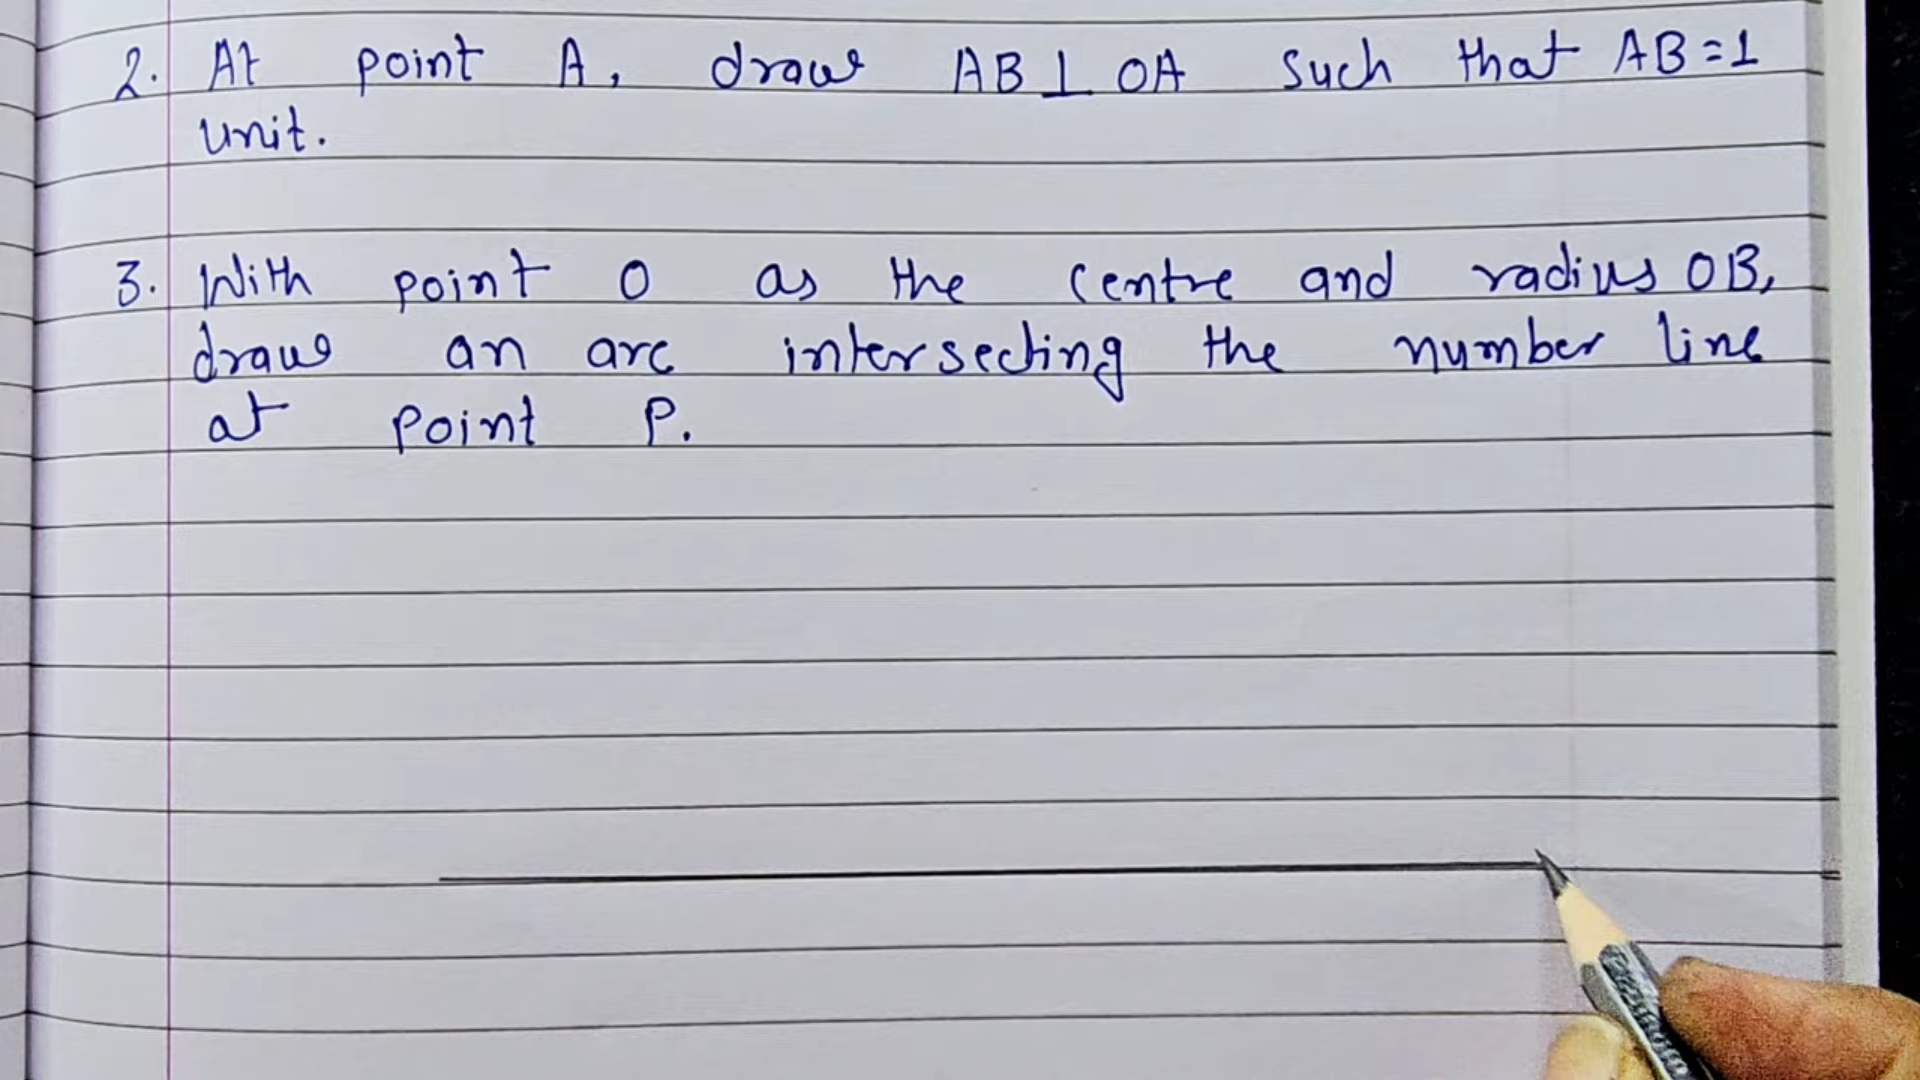 2. At point A, draw AB ⊥ OA such that AB = 1
unit.
3. With point O as the centre and radius OB,
draw an arc intersecting the number line
at point P.